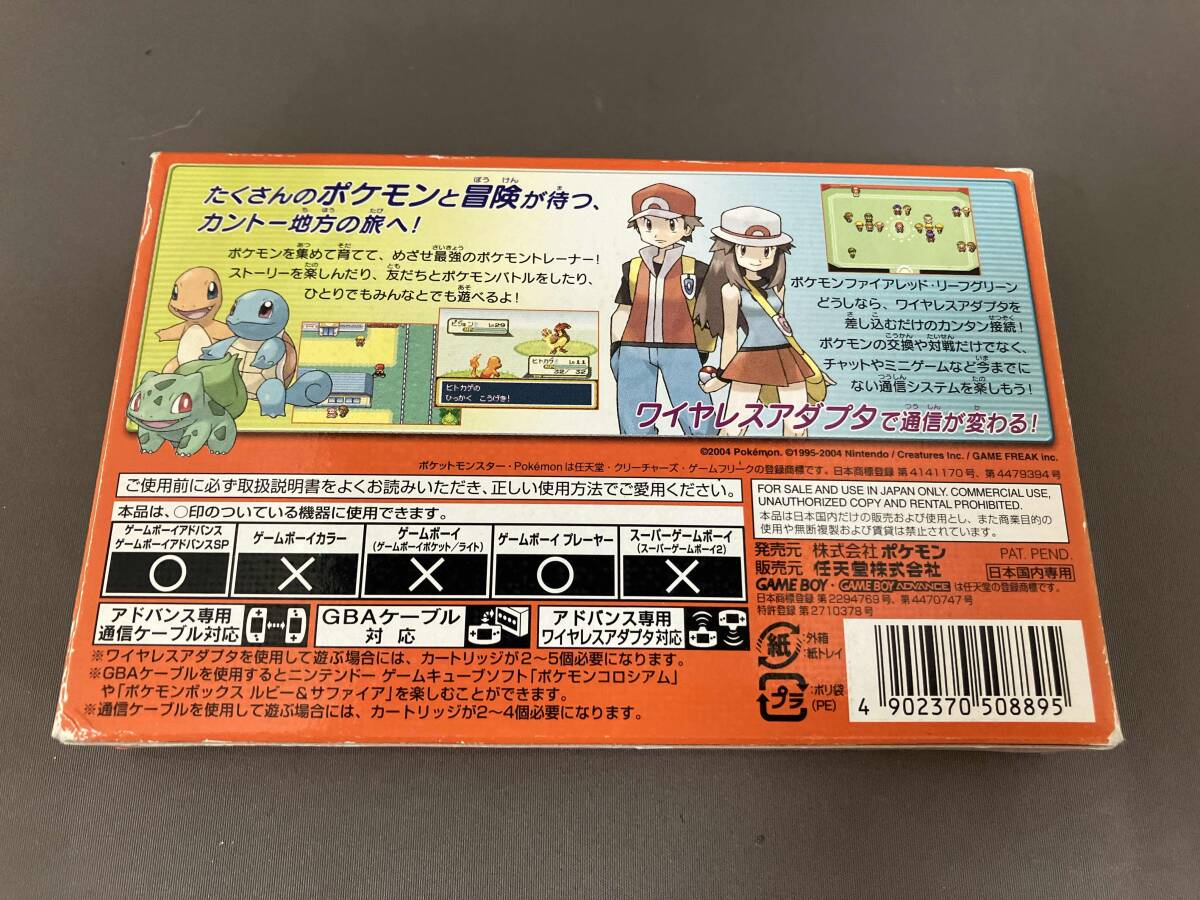 たくさんのポケモンと冒険が待つ、
カントー地方の旅へ!
ポケモンを集めて育てて、めざせ最強のポケモントレーナー!
ストーリーを楽しんだり、友だちとポケモンバトルをしたり、
ひとりでもみんなとでも遊べるよ!
ピジョン Lv29
ヒトカゲ Lv11
32/ 32
ヒトカゲの
ひっかく こうげき!
ポケモンファイアレッド・リーフグリーン
どうしなら、ワイヤレスアダプタを
差し込むだけのカンタン接続!
ポケモンの交換や対戦だけでなく、
チャットやミニゲームなど今までに
ない通信システムを楽しもう!
ワイヤレスアダプタで通信が変わる!
©2004 Pokémon. ©1995-2004 Nintendo / Creatures Inc. / GAME FREAK inc.
ポケットモンスター・Pokémonは任天堂・クリーチャーズ・ゲームフリークの登録商標です。日本商標登録 第4141170号、第4479394号
ご使用前に必ず取扱説明書をよくお読みいただき、正しい使用方法でご愛用ください。
本品は、○印のついている機器に使用できます。
ゲームボーイアドバンス
ゲームボーイアドバンスSP
○
ゲームボーイカラー
×
ゲームボーイ
(ゲームボーイポケット/ライト)
×
ゲームボーイ プレーヤー
○
スーパーゲームボーイ
(スーパーゲームボーイ2)
×
アドバンス専用
通信ケーブル対応
GBAケーブル
対 応
アドバンス専用
ワイヤレスアダプタ対応
※ワイヤレスアダプタを使用して遊ぶ場合には、カートリッジが2〜5個必要になります。
※GBAケーブルを使用するとニンテンドー ゲームキューブソフト「ポケモンコロシアム」
や「ポケモンボックス ルビー&サファイア」を楽しむことができます。
※通信ケーブルを使用して遊ぶ場合には、カートリッジが2〜4個必要になります。
FOR SALE AND USE IN JAPAN ONLY. COMMERCIAL USE,
UNAUTHORIZED COPY AND RENTAL PROHIBITED.
本品は日本国内だけの販売および使用とし、また商業目的の
使用や無断複製および賃貸は禁止されています。
発売元 株式会社ポケモン PAT. PEND.
販売元 任天堂株式会社 日本国内専用
GAME BOY・GAME BOY ADVANCE は任天堂の登録商標です。
日本商標登録 第2294769号、第4470747号
特許登録 第2710378号
紙
:外箱
:紙トレイ
プラ
:ポリ袋
(PE)
4 902370 508895